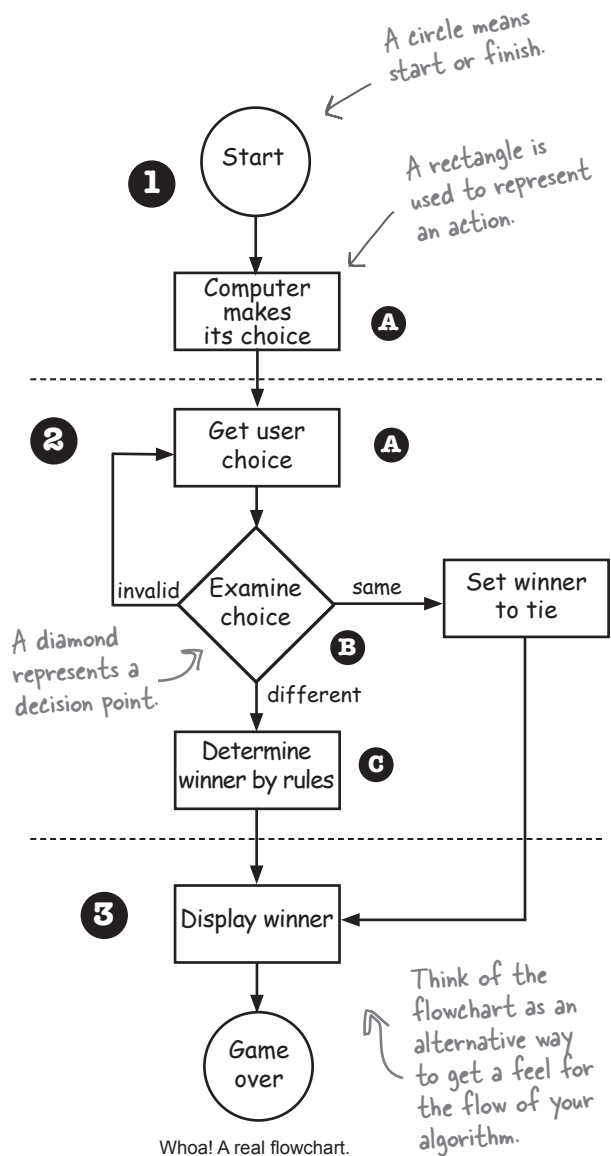 A circle means
start or finish.
Start
1
A rectangle is
used to represent
an action.
Computer
makes
its choice
A
2
Get user
choice
A
invalid
Examine
choice
same
Set winner
to tie
B
A diamond
represents a
decision point.
different
Determine
winner by rules
C
3
Display winner
Think of the
flowchart as an
alternative way
to get a feel for
the flow of your
algorithm.
Game
over
Whoa! A real flowchart.